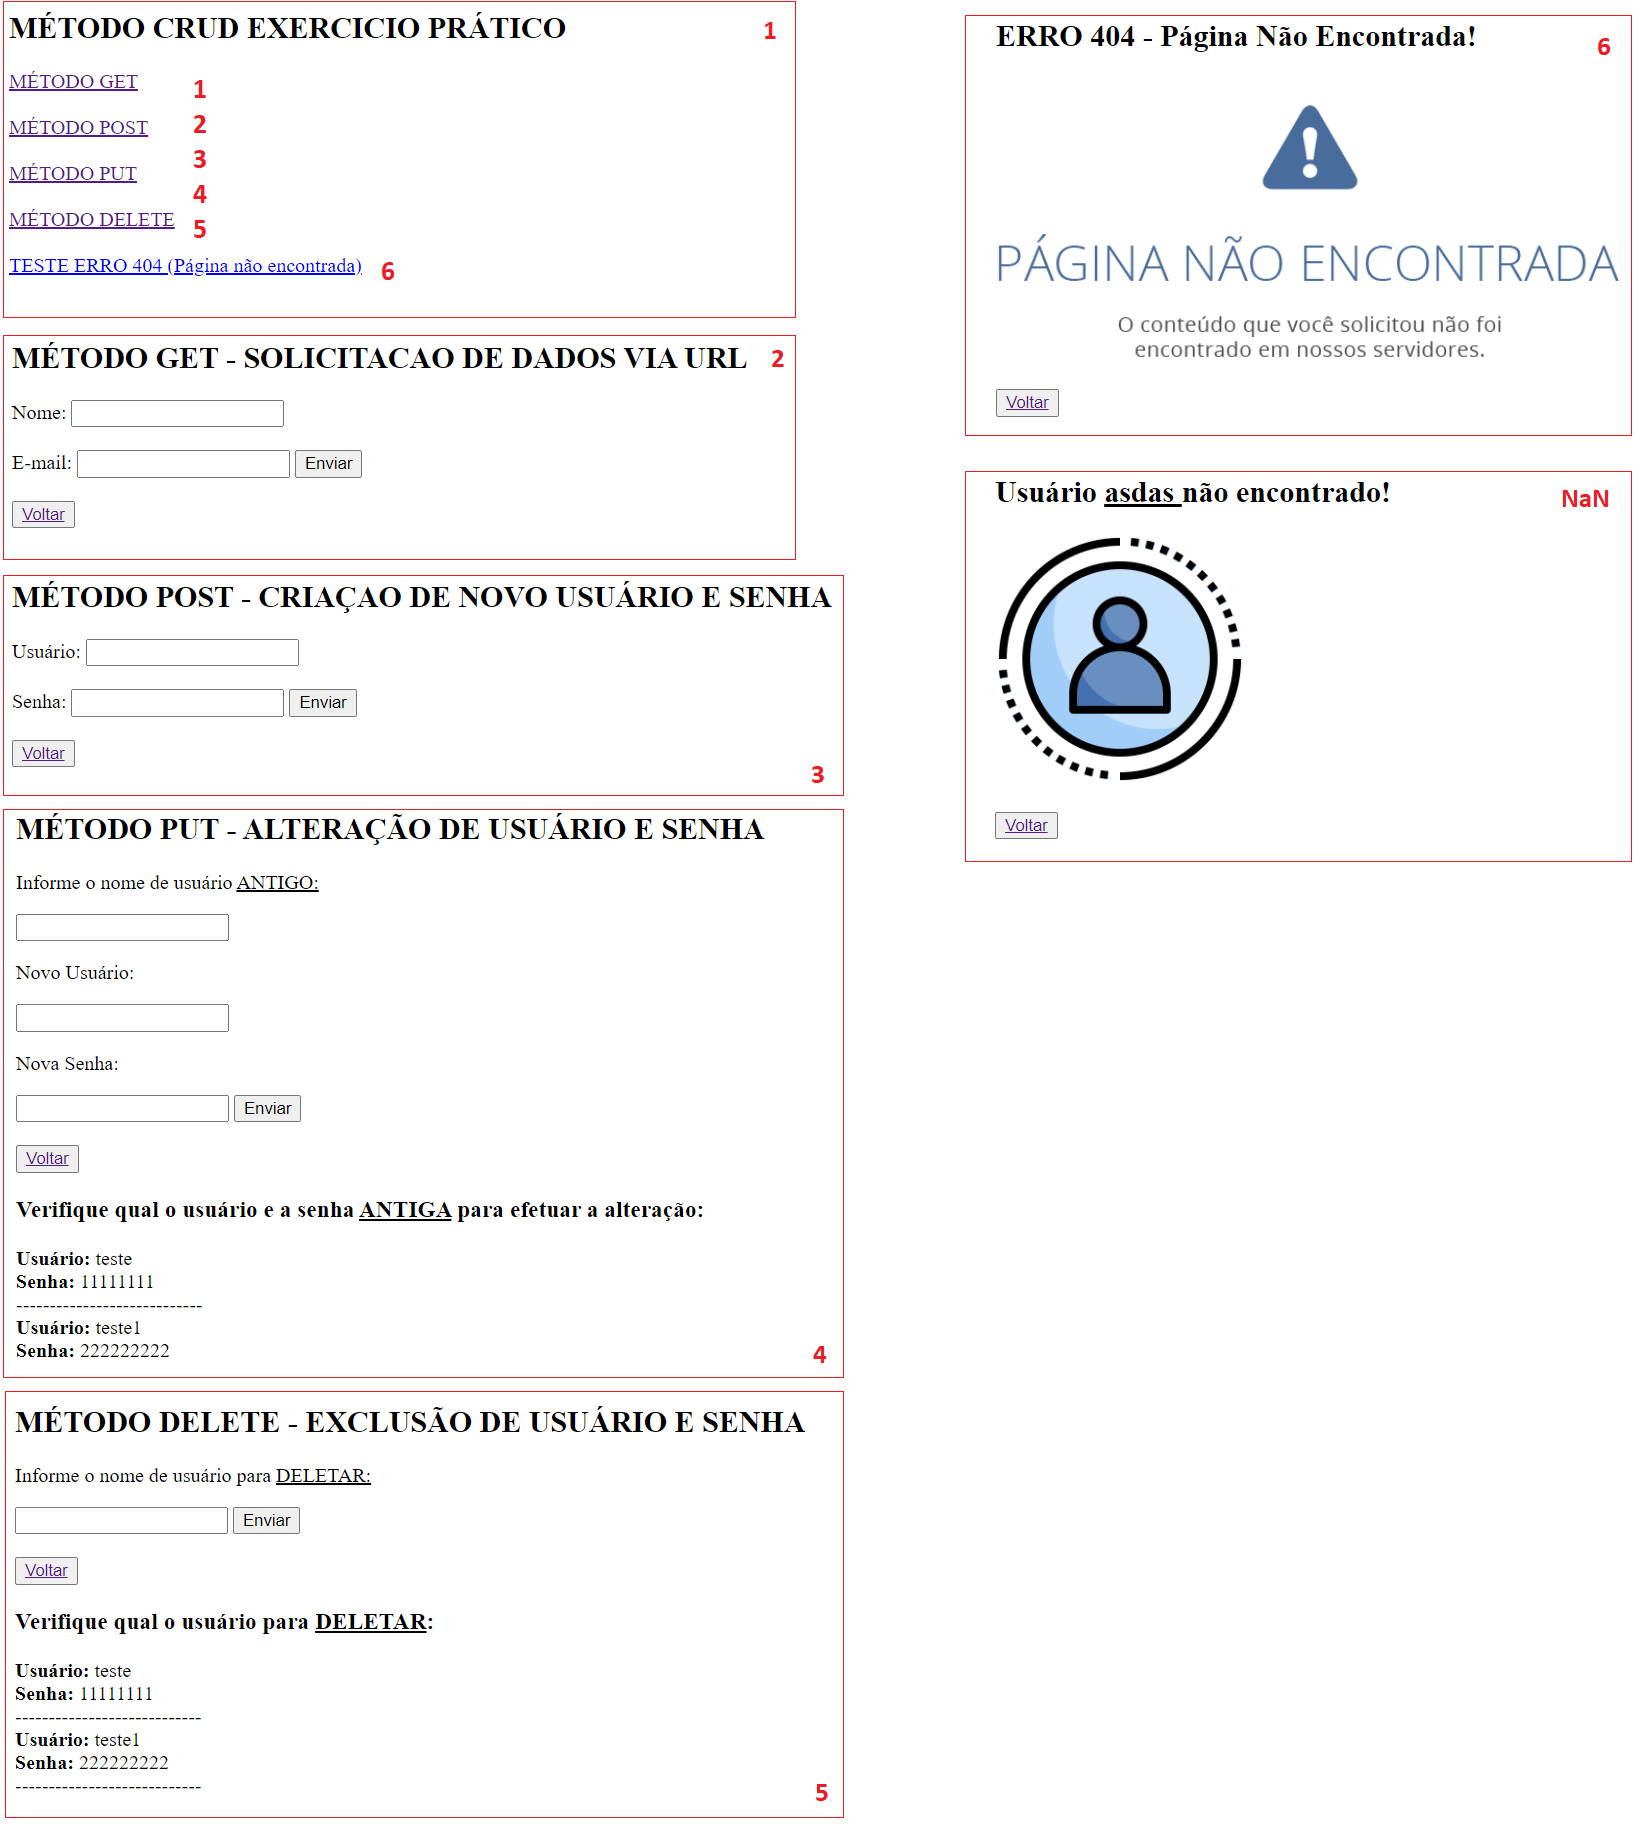 MÉTODO CRUD EXERCICIO PRÁTICO
1
MÉTODO GET
1
MÉTODO POST
2
MÉTODO PUT
3
4
MÉTODO DELETE
5
TESTE ERRO 404 (Página não encontrada)
6
MÉTODO GET - SOLICITACAO DE DADOS VIA URL
2
Nome:
E-mail:
Enviar
Voltar
MÉTODO POST - CRIAÇAO DE NOVO USUÁRIO E SENHA
Usuário:
Senha:
Enviar
Voltar
3
MÉTODO PUT - ALTERAÇÃO DE USUÁRIO E SENHA
Informe o nome de usuário ANTIGO:
Novo Usuário:
Nova Senha:
Enviar
Voltar
Verifique qual o usuário e a senha ANTIGA para efetuar a alteração:
Usuário: teste
Senha: 11111111
----------------------------
Usuário: teste1
Senha: 222222222
4
MÉTODO DELETE - EXCLUSÃO DE USUÁRIO E SENHA
Informe o nome de usuário para DELETAR:
Enviar
Voltar
Verifique qual o usuário para DELETAR:
Usuário: teste
Senha: 11111111
----------------------------
Usuário: teste1
Senha: 222222222
----------------------------
5
ERRO 404 - Página Não Encontrada!
6
PÁGINA NÃO ENCONTRADA
O conteúdo que você solicitou não foi
encontrado em nossos servidores.
Voltar
Usuário asdas não encontrado!
NaN
Voltar